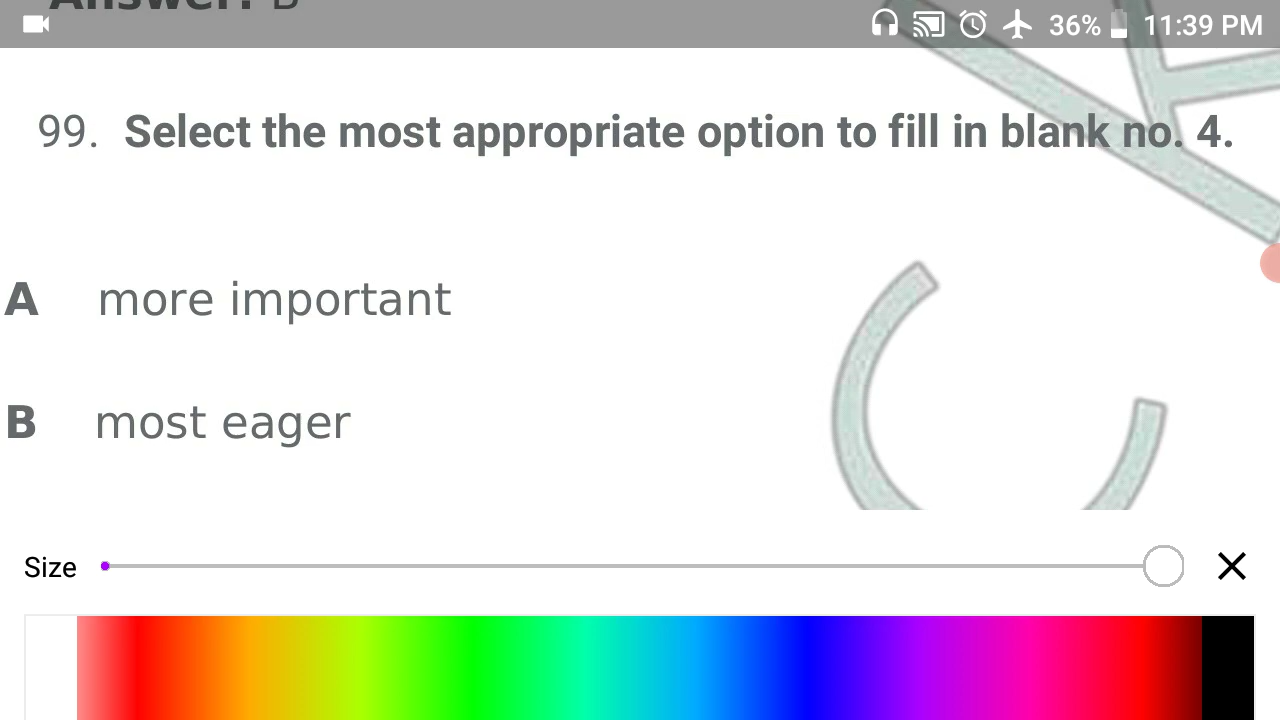 Answer: B
36% 11:39 PM
99. Select the most appropriate option to fill in blank no. 4.
A more important
B most eager
Size